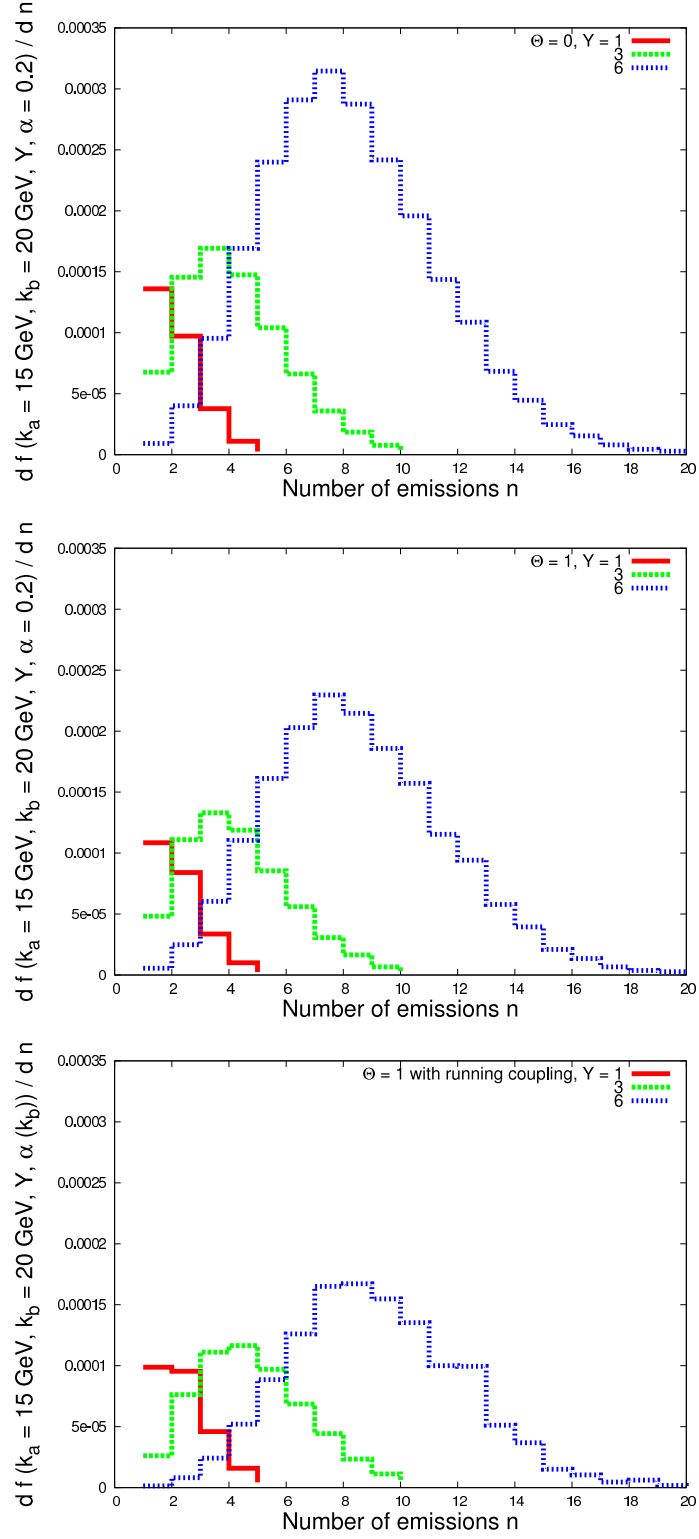 d f (k_a = 15 GeV, k_b = 20 GeV, Y, α = 0.2) / d n
0.00035
0.0003
0.00025
0.0002
0.00015
0.0001
5e-05
0
Θ = 0, Y = 1
3
6
0 2 4 6 8 10 12 14 16 18 20
Number of emissions n
d f (k_a = 15 GeV, k_b = 20 GeV, Y, α = 0.2) / d n
0.00035
0.0003
0.00025
0.0002
0.00015
0.0001
5e-05
0
Θ = 1, Y = 1
3
6
0 2 4 6 8 10 12 14 16 18 20
Number of emissions n
d f (k_a = 15 GeV, k_b = 20 GeV, Y, α (k_b)) / d n
0.00035
0.0003
0.00025
0.0002
0.00015
0.0001
5e-05
0
Θ = 1 with running coupling, Y = 1
3
6
0 2 4 6 8 10 12 14 16 18 20
Number of emissions n